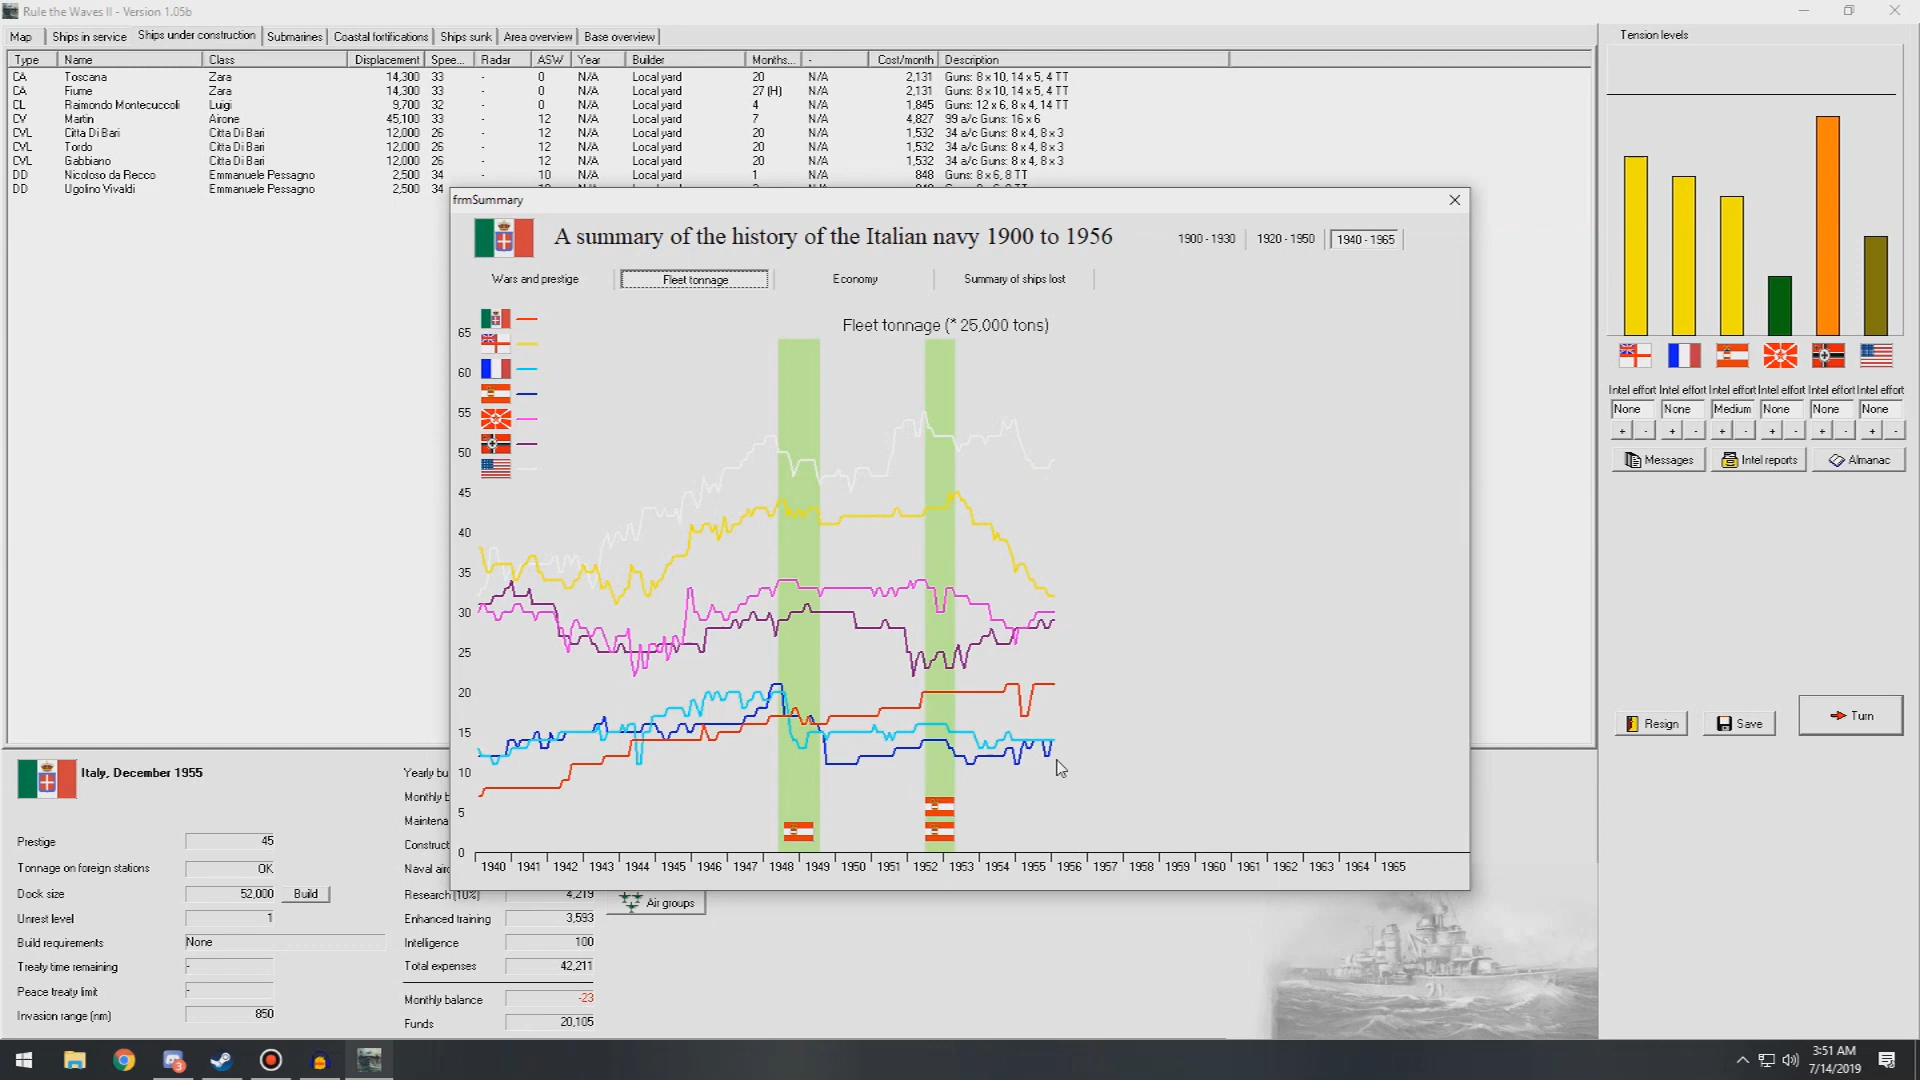 Rule the Waves II - Version 1.05b
Map Ships in service Ships under construction Submarines Coastal fortifications Ships sunk Area overview Base overview
Type Name Class Displacement Spee... Radar ASW Year Builder Months... - Cost/month Description
CA Toscana Zara 14,300 33 - 0 N/A Local yard 20 N/A 2,131 Guns: 8 x 10, 14 x 5, 4 TT
CA Fiume Zara 14,300 33 - 0 N/A Local yard 27 (H) N/A 2,131 Guns: 8 x 10, 14 x 5, 4 TT
CL Raimondo Montecuccoli Luigi 9,700 32 - 0 N/A Local yard 4 N/A 1,845 Guns: 12 x 6, 8 x 4, 14 TT
CV Martin Airone 45,100 33 - 12 N/A Local yard 7 N/A 4,827 99 a/c Guns: 16 x 6
CVL Citta Di Bari Citta Di Bari 12,000 26 - 12 N/A Local yard 20 N/A 1,532 34 a/c Guns: 8 x 4, 8 x 3
CVL Tordo Citta Di Bari 12,000 26 - 12 N/A Local yard 20 N/A 1,532 34 a/c Guns: 8 x 4, 8 x 3
CVL Gabbiano Citta Di Bari 12,000 26 - 12 N/A Local yard 20 N/A 1,532 34 a/c Guns: 8 x 4, 8 x 3
DD Nicoloso da Recco Emmanuele Pessagno 2,500 34 - 10 N/A Local yard 1 N/A 848 Guns: 8 x 6, 8 TT
DD Ugolino Vivaldi Emmanuele Pessagno 2,500 34
frmSummary
A summary of the history of the Italian navy 1900 to 1956
1900 - 1930 1920 - 1950 1940 - 1965
Wars and prestige Fleet tonnage Economy Summary of ships lost
Fleet tonnage (* 25,000 tons)
65
60
55
50
45
40
35
30
25
20
15
10
5
0
1940 1941 1942 1943 1944 1945 1946 1947 1948 1949 1950 1951 1952 1953 1954 1955 1956 1957 1958 1959 1960 1961 1962 1963 1964 1965
Tension levels
Intel effort Intel effort Intel effort Intel effort Intel effort Intel effort
None None Medium None None None
+ - + - + - + - + - + -
Messages Intel reports Almanac
Resign Save Turn
Italy, December 1955
Prestige 45
Tonnage on foreign stations OK
Dock size 52,000 Build
Unrest level 1
Build requirements None
Treaty time remaining -
Peace treaty limit -
Invasion range (nm) 850
Yearly bu
Monthly b
Maintena
Construct
Naval airc
Research (10%) 4,219
Enhanced training 3,593
Intelligence 100
Total expenses 42,211
Monthly balance -23
Funds 20,105
Air groups
3
3:51 AM
7/14/2019